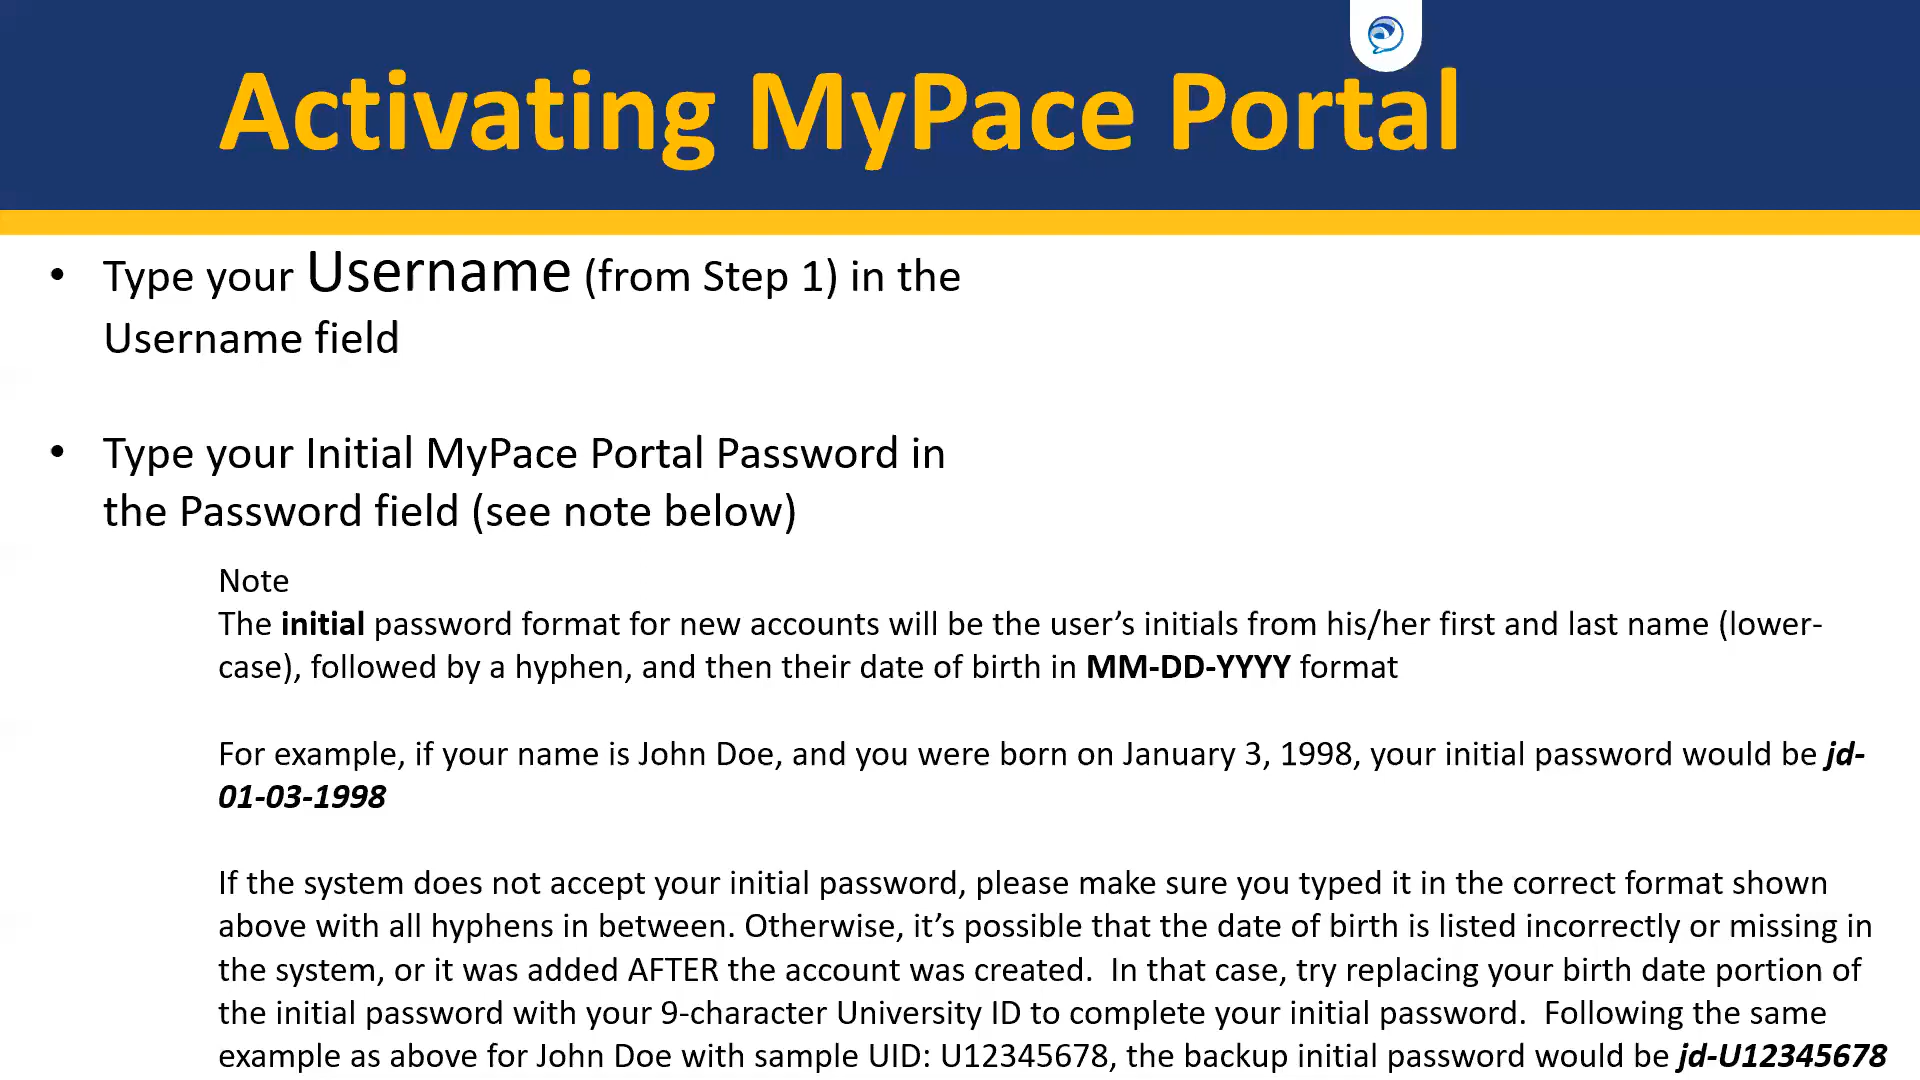 Activating MyPace Portal
• Type your Username (from Step 1) in the
Username field
• Type your Initial MyPace Portal Password in
the Password field (see note below)
Note
The initial password format for new accounts will be the user’s initials from his/her first and last name (lower-
case), followed by a hyphen, and then their date of birth in MM-DD-YYYY format
For example, if your name is John Doe, and you were born on January 3, 1998, your initial password would be jd-
01-03-1998
If the system does not accept your initial password, please make sure you typed it in the correct format shown
above with all hyphens in between. Otherwise, it’s possible that the date of birth is listed incorrectly or missing in
the system, or it was added AFTER the account was created.  In that case, try replacing your birth date portion of
the initial password with your 9-character University ID to complete your initial password.  Following the same
example as above for John Doe with sample UID: U12345678, the backup initial password would be jd-U12345678